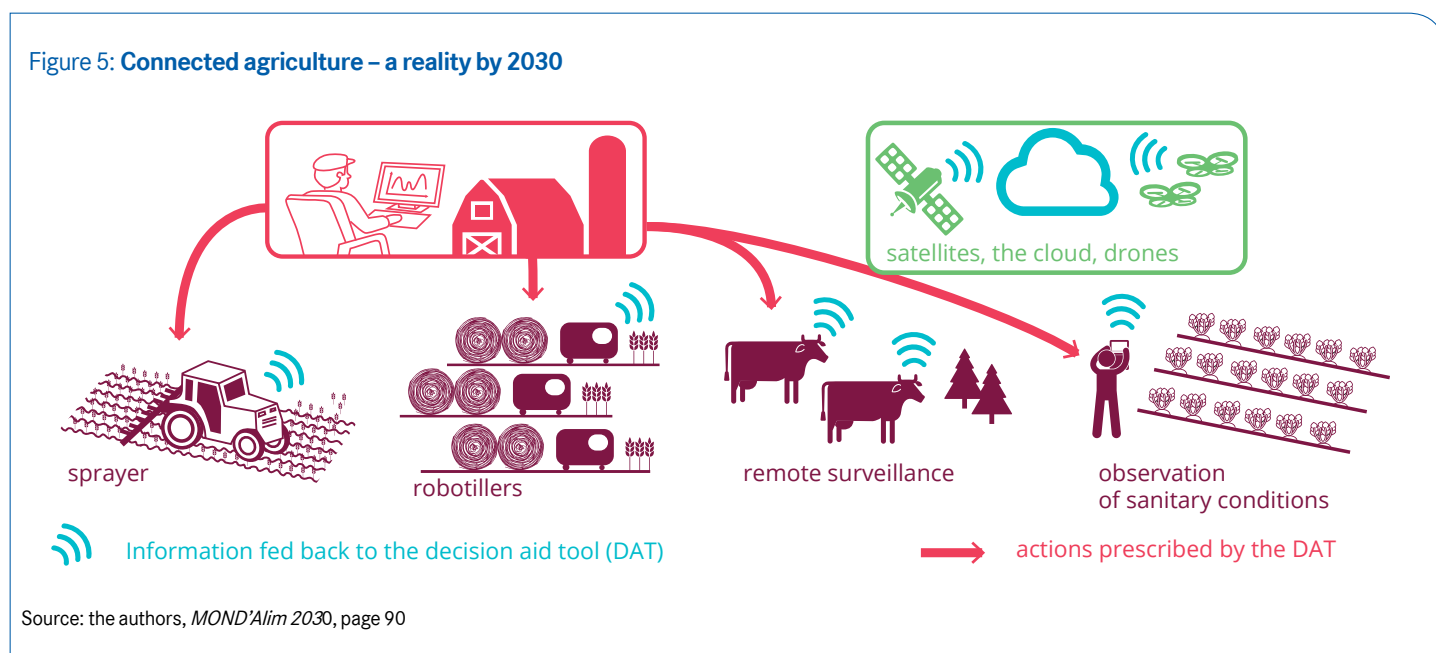 Figure 5: Connected agriculture – a reality by 2030
satellites, the cloud, drones
sprayer
robotillers
remote surveillance
observation
of sanitary conditions
Information fed back to the decision aid tool (DAT)
actions prescribed by the DAT
Source: the authors, MOND'Alim 2030, page 90